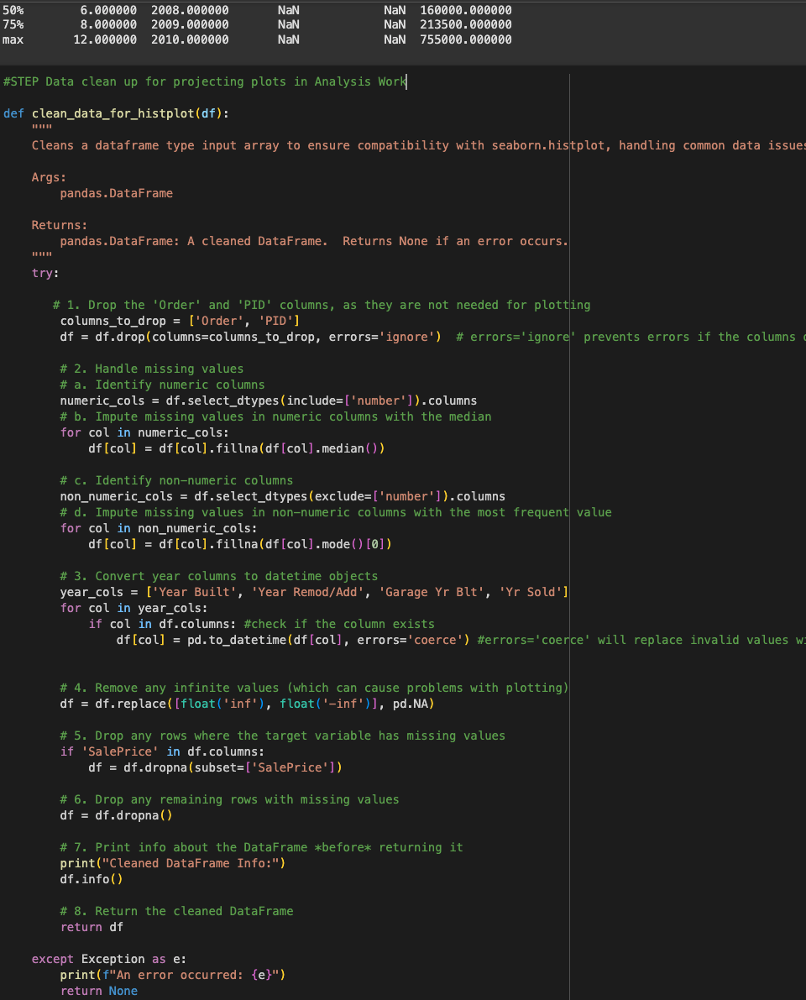 50%        6.000000  2008.000000       NaN            NaN  160000.000000
75%        8.000000  2009.000000       NaN            NaN  213500.000000
max       12.000000  2010.000000       NaN            NaN  755000.000000
#STEP Data clean up for projecting plots in Analysis Work
def clean_data_for_histplot(df):
    """
    Cleans a dataframe type input array to ensure compatibility with seaborn.histplot, handling common data issues
    Args:
        pandas.DataFrame
    Returns:
        pandas.DataFrame: A cleaned DataFrame.  Returns None if an error occurs.
    """
    try:
       # 1. Drop the 'Order' and 'PID' columns, as they are not needed for plotting
        columns_to_drop = ['Order', 'PID']
        df = df.drop(columns=columns_to_drop, errors='ignore')  # errors='ignore' prevents errors if the columns
        # 2. Handle missing values
        # a. Identify numeric columns
        numeric_cols = df.select_dtypes(include=['number']).columns
        # b. Impute missing values in numeric columns with the median
        for col in numeric_cols:
            df[col] = df[col].fillna(df[col].median())
        # c. Identify non-numeric columns
        non_numeric_cols = df.select_dtypes(exclude=['number']).columns
        # d. Impute missing values in non-numeric columns with the most frequent value
        for col in non_numeric_cols:
            df[col] = df[col].fillna(df[col].mode()[0])
        # 3. Convert year columns to datetime objects
        year_cols = ['Year Built', 'Year Remod/Add', 'Garage Yr Blt', 'Yr Sold']
        for col in year_cols:
            if col in df.columns: #check if the column exists
                df[col] = pd.to_datetime(df[col], errors='coerce') #errors='coerce' will replace invalid values
        # 4. Remove any infinite values (which can cause problems with plotting)
        df = df.replace([float('inf'), float('-inf')], pd.NA)
        # 5. Drop any rows where the target variable has missing values
        if 'SalePrice' in df.columns:
            df = df.dropna(subset=['SalePrice'])
        # 6. Drop any remaining rows with missing values
        df = df.dropna()
        # 7. Print info about the DataFrame *before* returning it
        print("Cleaned DataFrame Info:")
        df.info()
        # 8. Return the cleaned DataFrame
        return df
    except Exception as e:
        print(f"An error occurred: {e}")
        return None